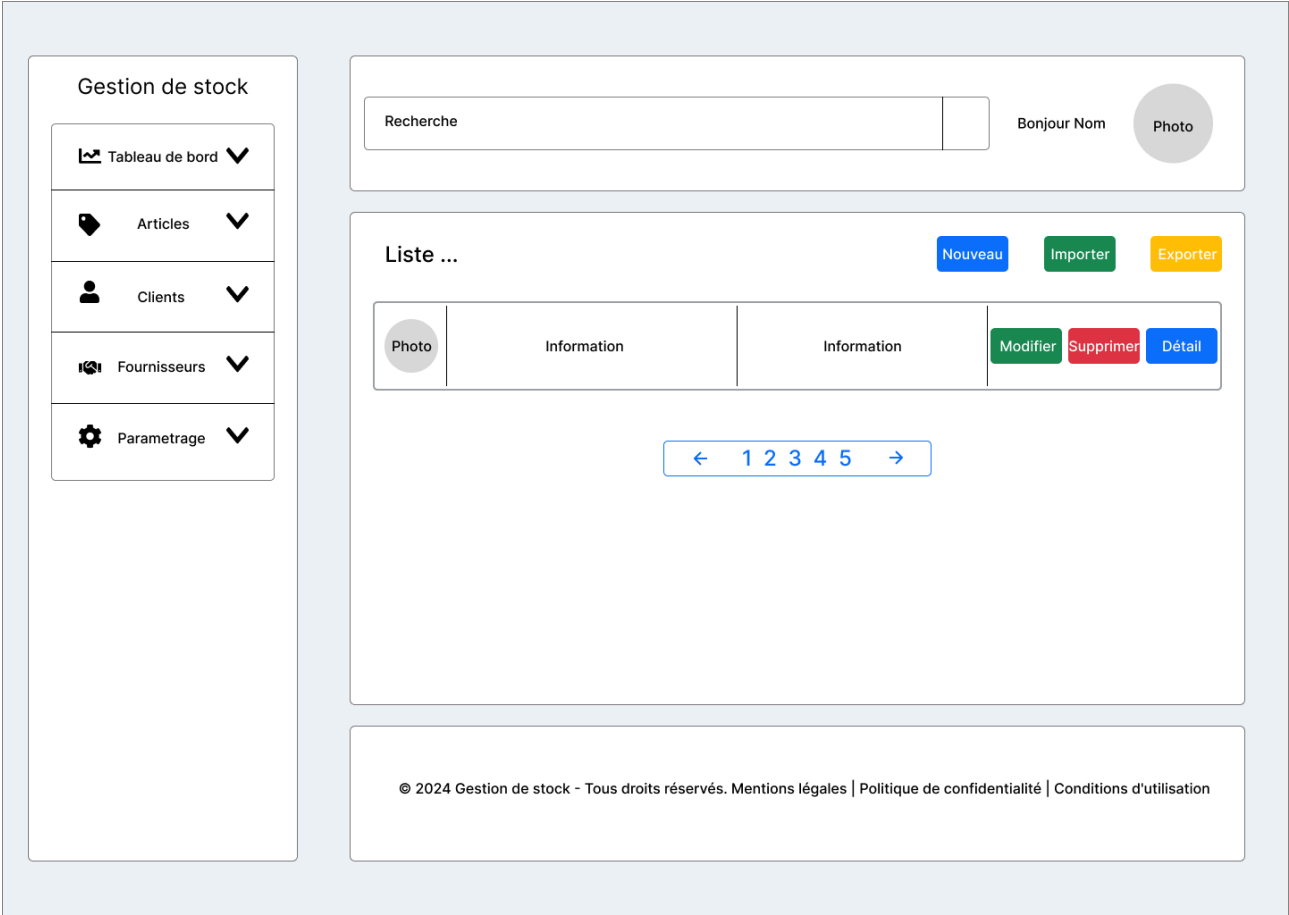 Gestion de stock
Tableau de bord
Articles
Clients
Fournisseurs
Parametrage
Recherche
Bonjour Nom
Photo
Liste ...
Nouveau
Importer
Exporter
Photo
Information
Information
Modifier
Supprimer
Détail
← 1 2 3 4 5 →
© 2024 Gestion de stock - Tous droits réservés. Mentions légales | Politique de confidentialité | Conditions d'utilisation